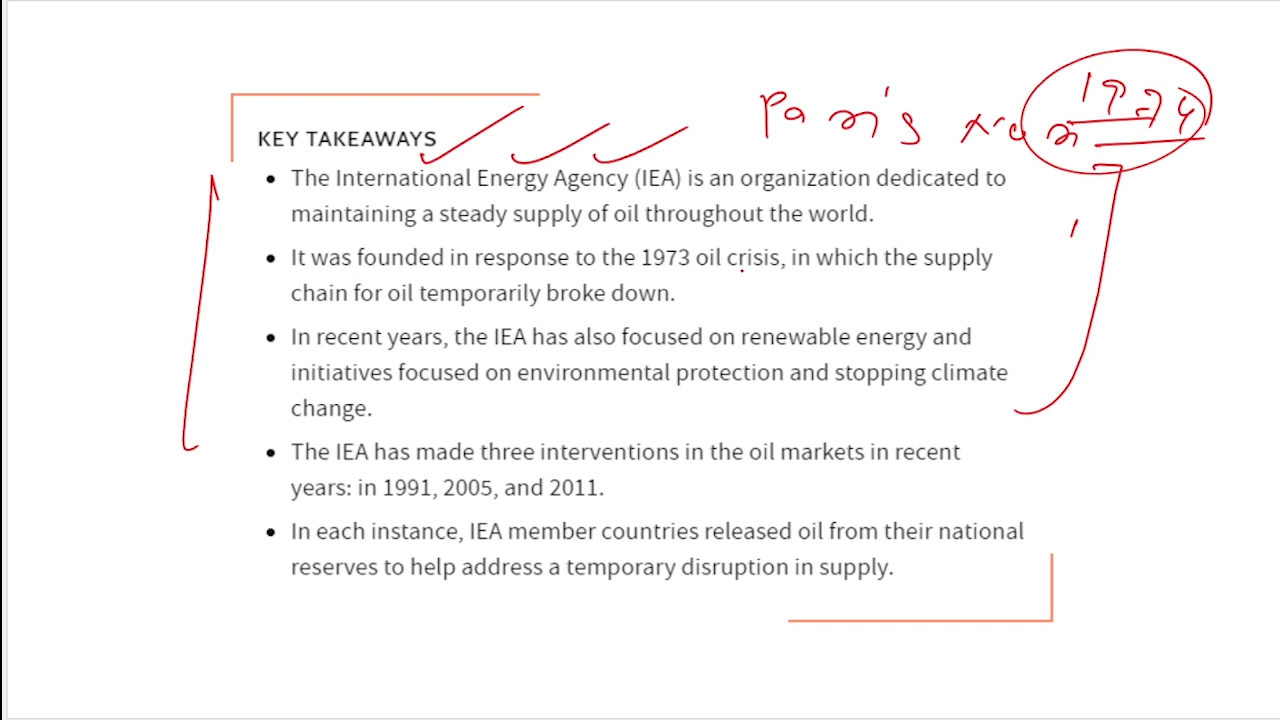 Paris 1974
KEY TAKEAWAYS
• The International Energy Agency (IEA) is an organization dedicated to
maintaining a steady supply of oil throughout the world.
• It was founded in response to the 1973 oil crisis, in which the supply
chain for oil temporarily broke down.
• In recent years, the IEA has also focused on renewable energy and
initiatives focused on environmental protection and stopping climate
change.
• The IEA has made three interventions in the oil markets in recent
years: in 1991, 2005, and 2011.
• In each instance, IEA member countries released oil from their national
reserves to help address a temporary disruption in supply.